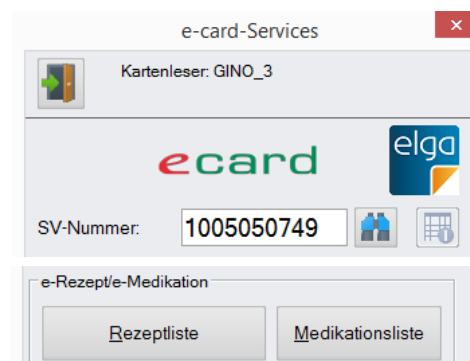 e-card-Services
Kartenleser: GINO_3
ecard
elga
SV-Nummer: 1005050749
e-Rezept/e-Medikation
Rezeptliste Medikationsliste